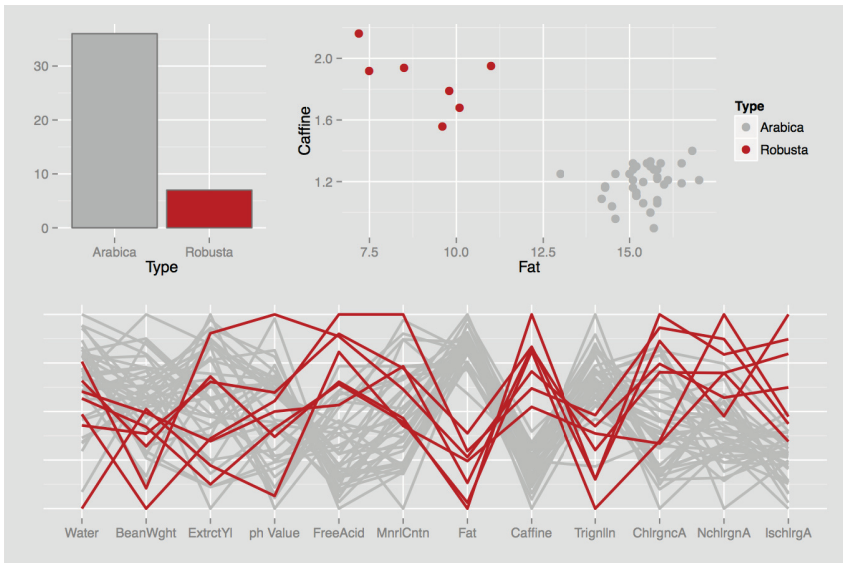 30
20
10
0
Arabica Robusta
Type
2.0
1.6
1.2
Caffine
7.5 10.0 12.5 15.0
Fat
Type
Arabica
Robusta
Water BeanWght ExtrctYl ph Value FreeAcid MnrlCntn Fat Caffine Trignlln ChlrgncA NchlrgnA IschlrgA